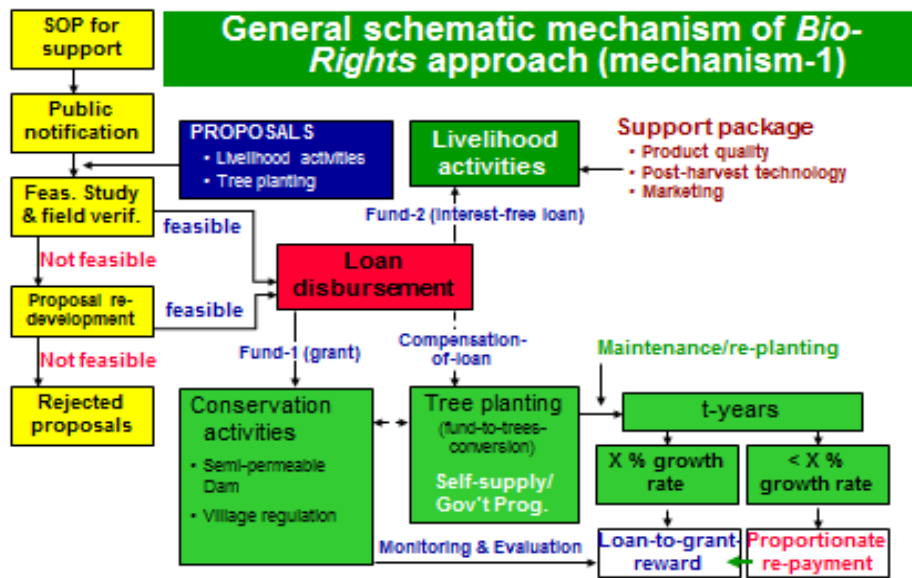 SOP for
support
General schematic mechanism of Bio-
Rights approach (mechanism-1)
Public
notification
PROPOSALS
• Livelihood activities
• Tree planting
Livelihood
activities
Support package
• Product quality
• Post-harvest technology
• Marketing
Feas. Study
& field verif.
feasible
Fund-2 (interest-free loan)
Not feasible
Loan
disbursement
Proposal re-
development
feasible
Not feasible
Fund-1 (grant)
Compensation-
of-loan
Maintenance/re-planting
Rejected
proposals
Conservation
activities
• Semi-permeable
Dam
• Village regulation
Tree planting
(fund-to-trees-
conversion)
Self-supply/
Gov't Prog.
t-years
X % growth
rate
< X %
growth rate
Monitoring & Evaluation
Loan-to-grant-
reward
Proportionate
re-payment